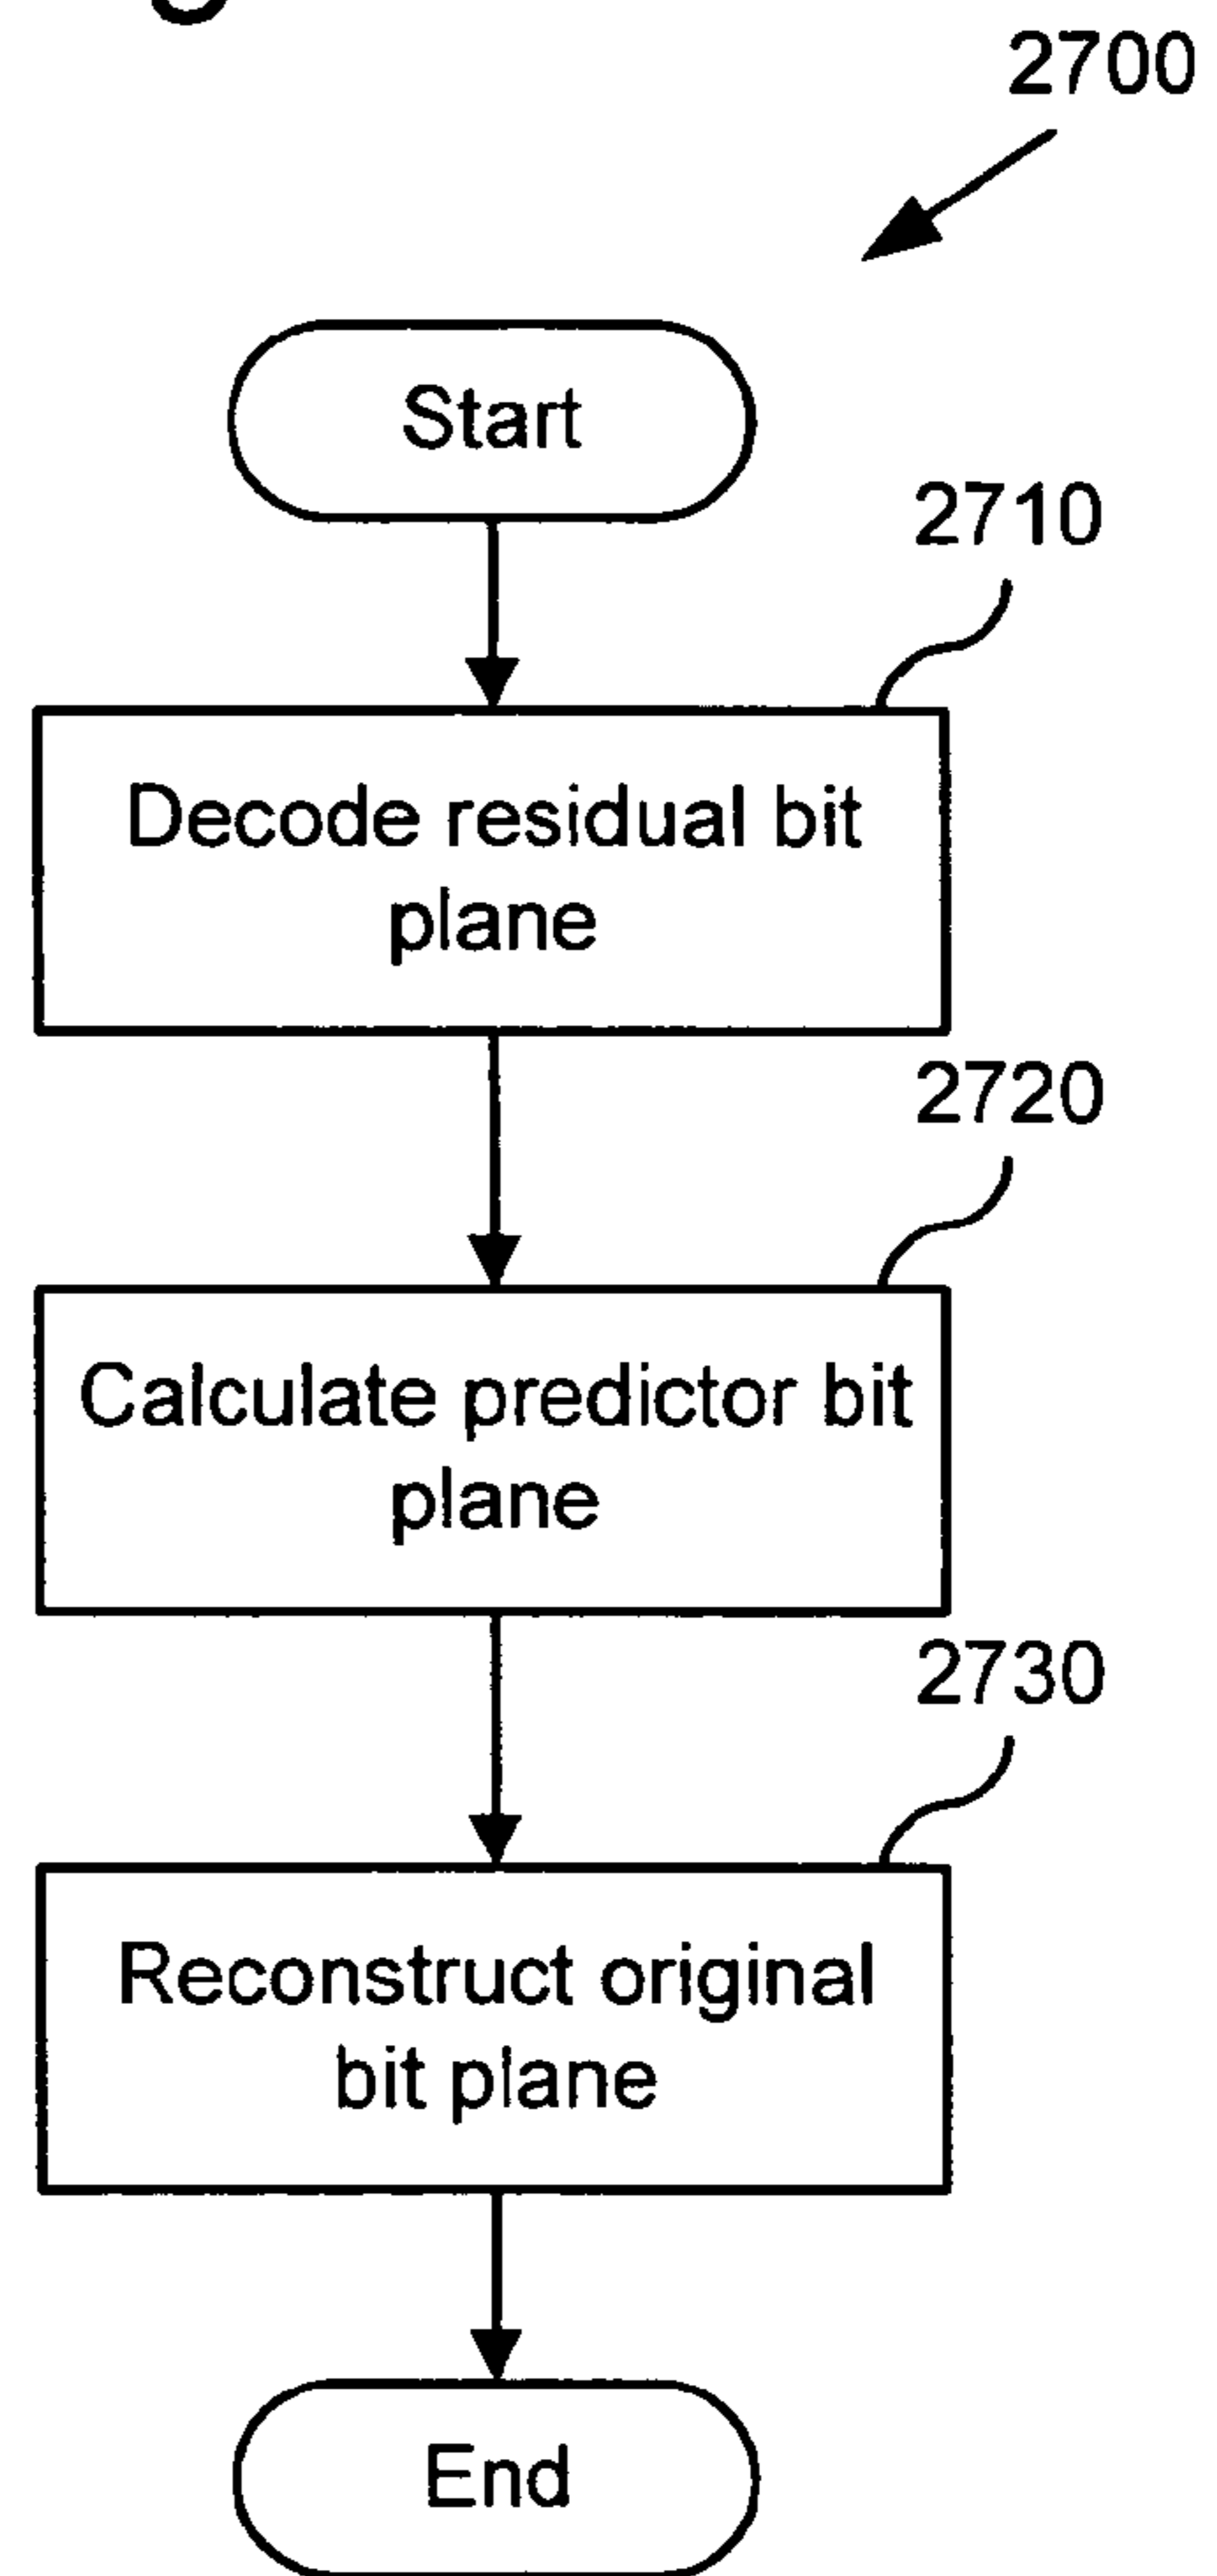 2700
Start
2710
Decode residual bit
plane
2720
Calculate predictor bit
plane
2730
Reconstruct original
bit plane
End